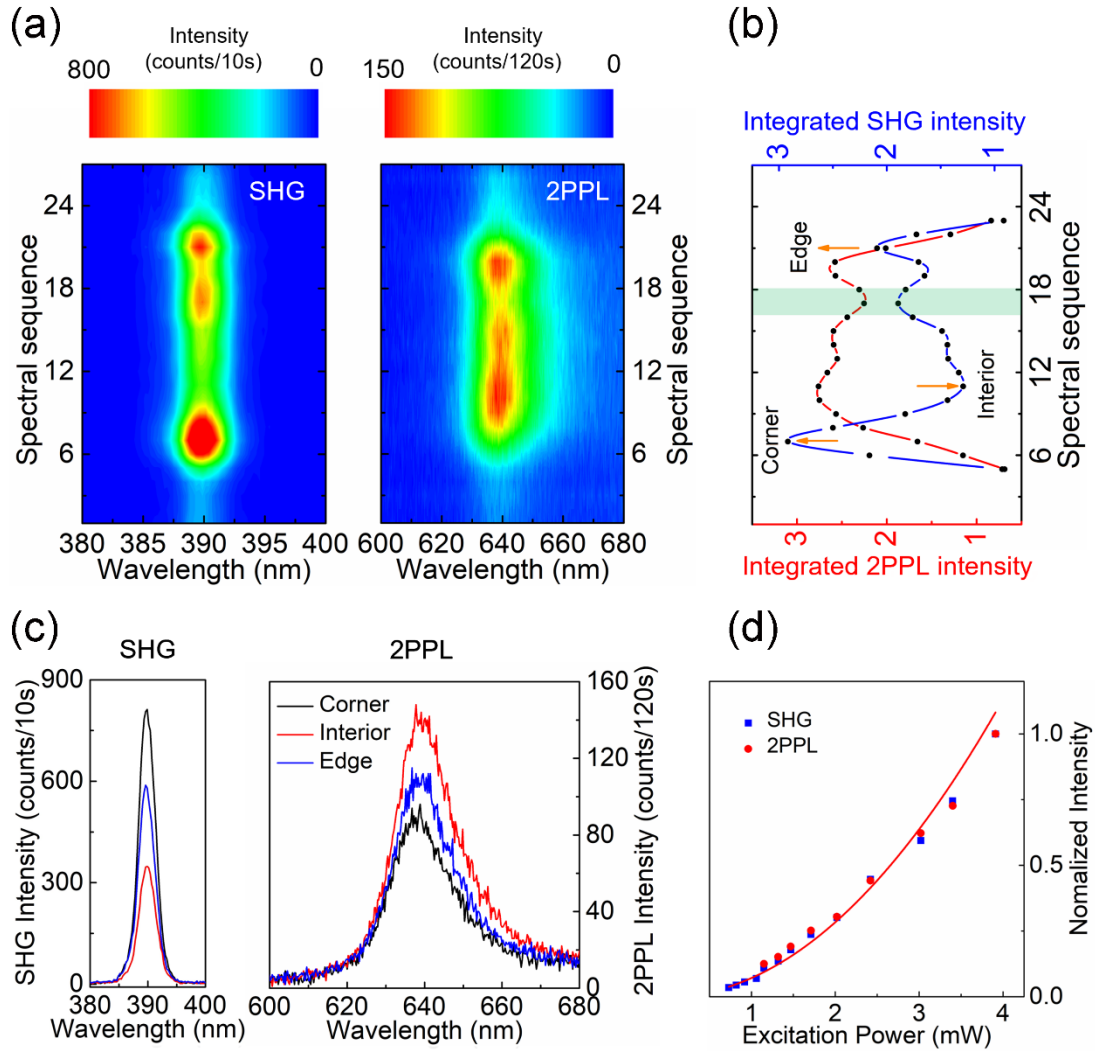 (a)
Intensity
(counts/10s)
800
0
Intensity
(counts/120s)
150
0
SHG
2PPL
Spectral sequence
24
18
12
6
380
385
390
395
400
Wavelength (nm)
600
620
640
660
680
Wavelength (nm)
24
18
12
6
Spectral sequence
(b)
Integrated SHG intensity
3
2
1
Edge
Interior
Corner
24
18
12
6
Spectral sequence
3
2
1
Integrated 2PPL intensity
(c)
SHG
900
600
300
0
SHG Intensity (counts/10s)
380
390
400
Wavelength (nm)
2PPL
Corner
Interior
Edge
160
120
80
40
0
2PPL Intensity (counts/120s)
600
620
640
660
680
Wavelength (nm)
(d)
SHG
2PPL
1.0
0.5
0.0
Nomalized Intensity
1
2
3
4
Excitation Power (mW)